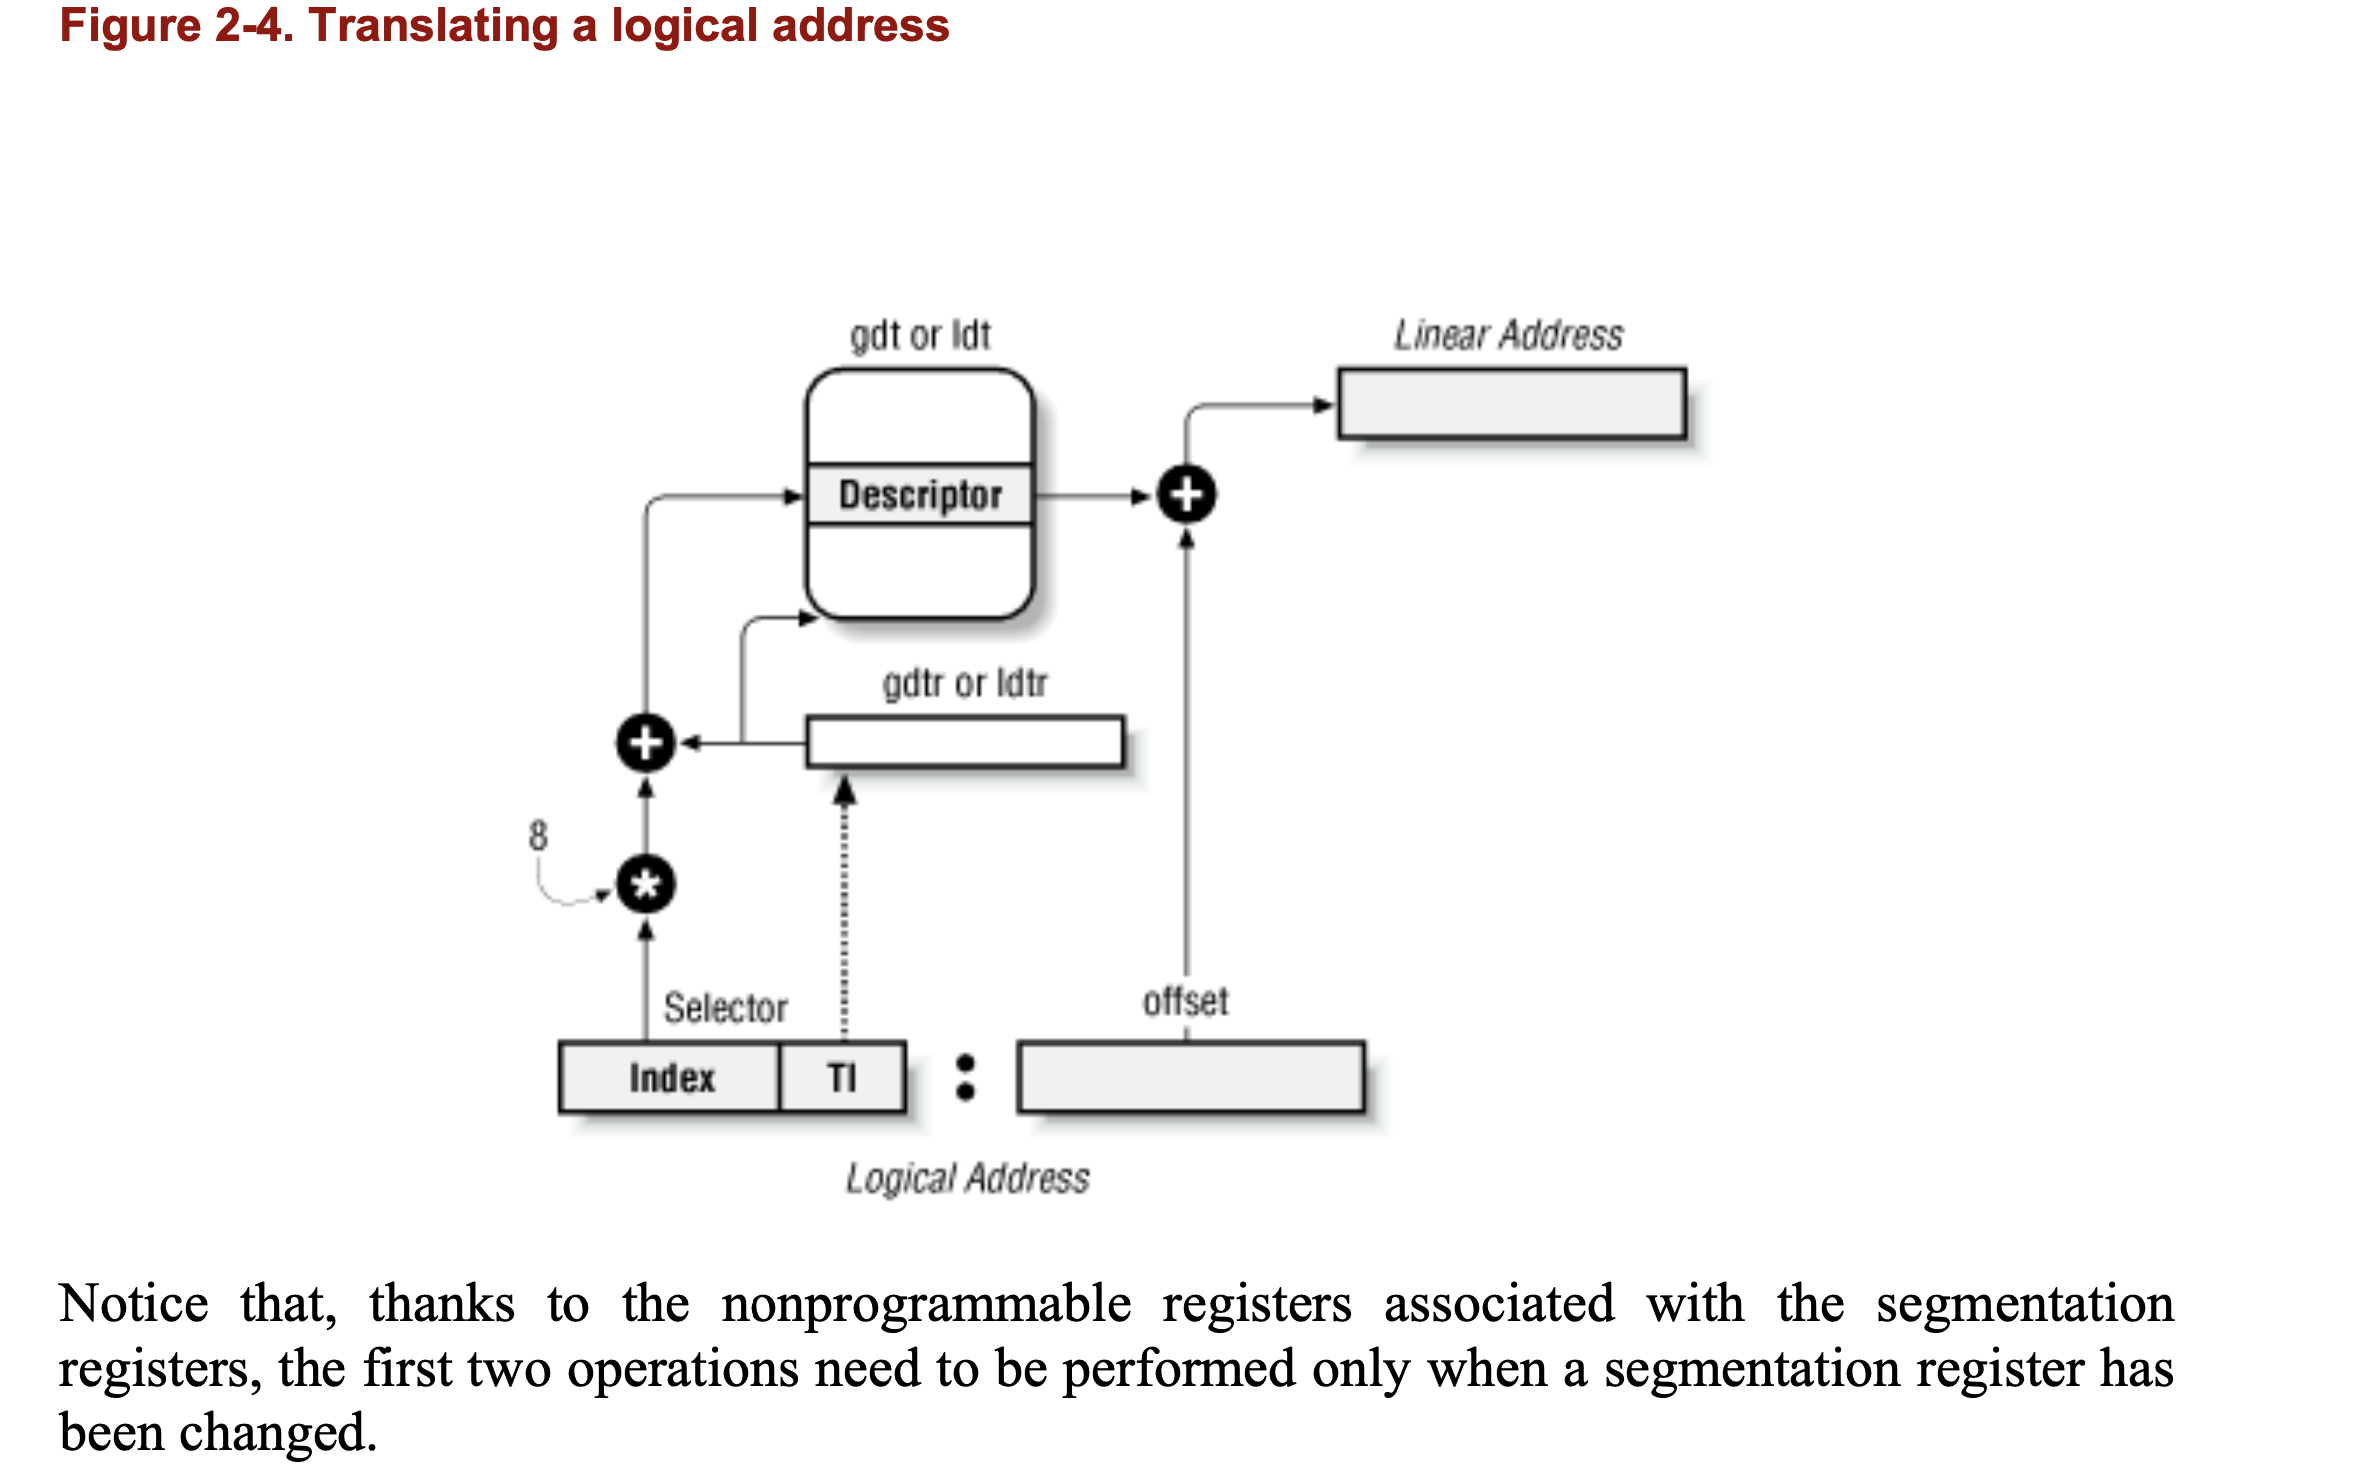 Figure 2-4. Translating a logical address
gdt or ldt
Linear Address
Descriptor
+
gdtr or ldtr
+
8
*
Selector
offset
Index TI :
Logical Address
Notice that, thanks to the nonprogrammable registers associated with the segmentation
registers, the first two operations need to be performed only when a segmentation register has
been changed.